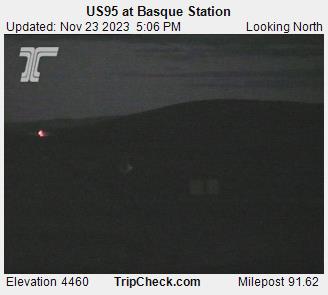 US95 at Basque Station
Updated: Nov 23 2023 5:06 PM Looking North
Elevation 4460 TripCheck.com Milepost 91.62